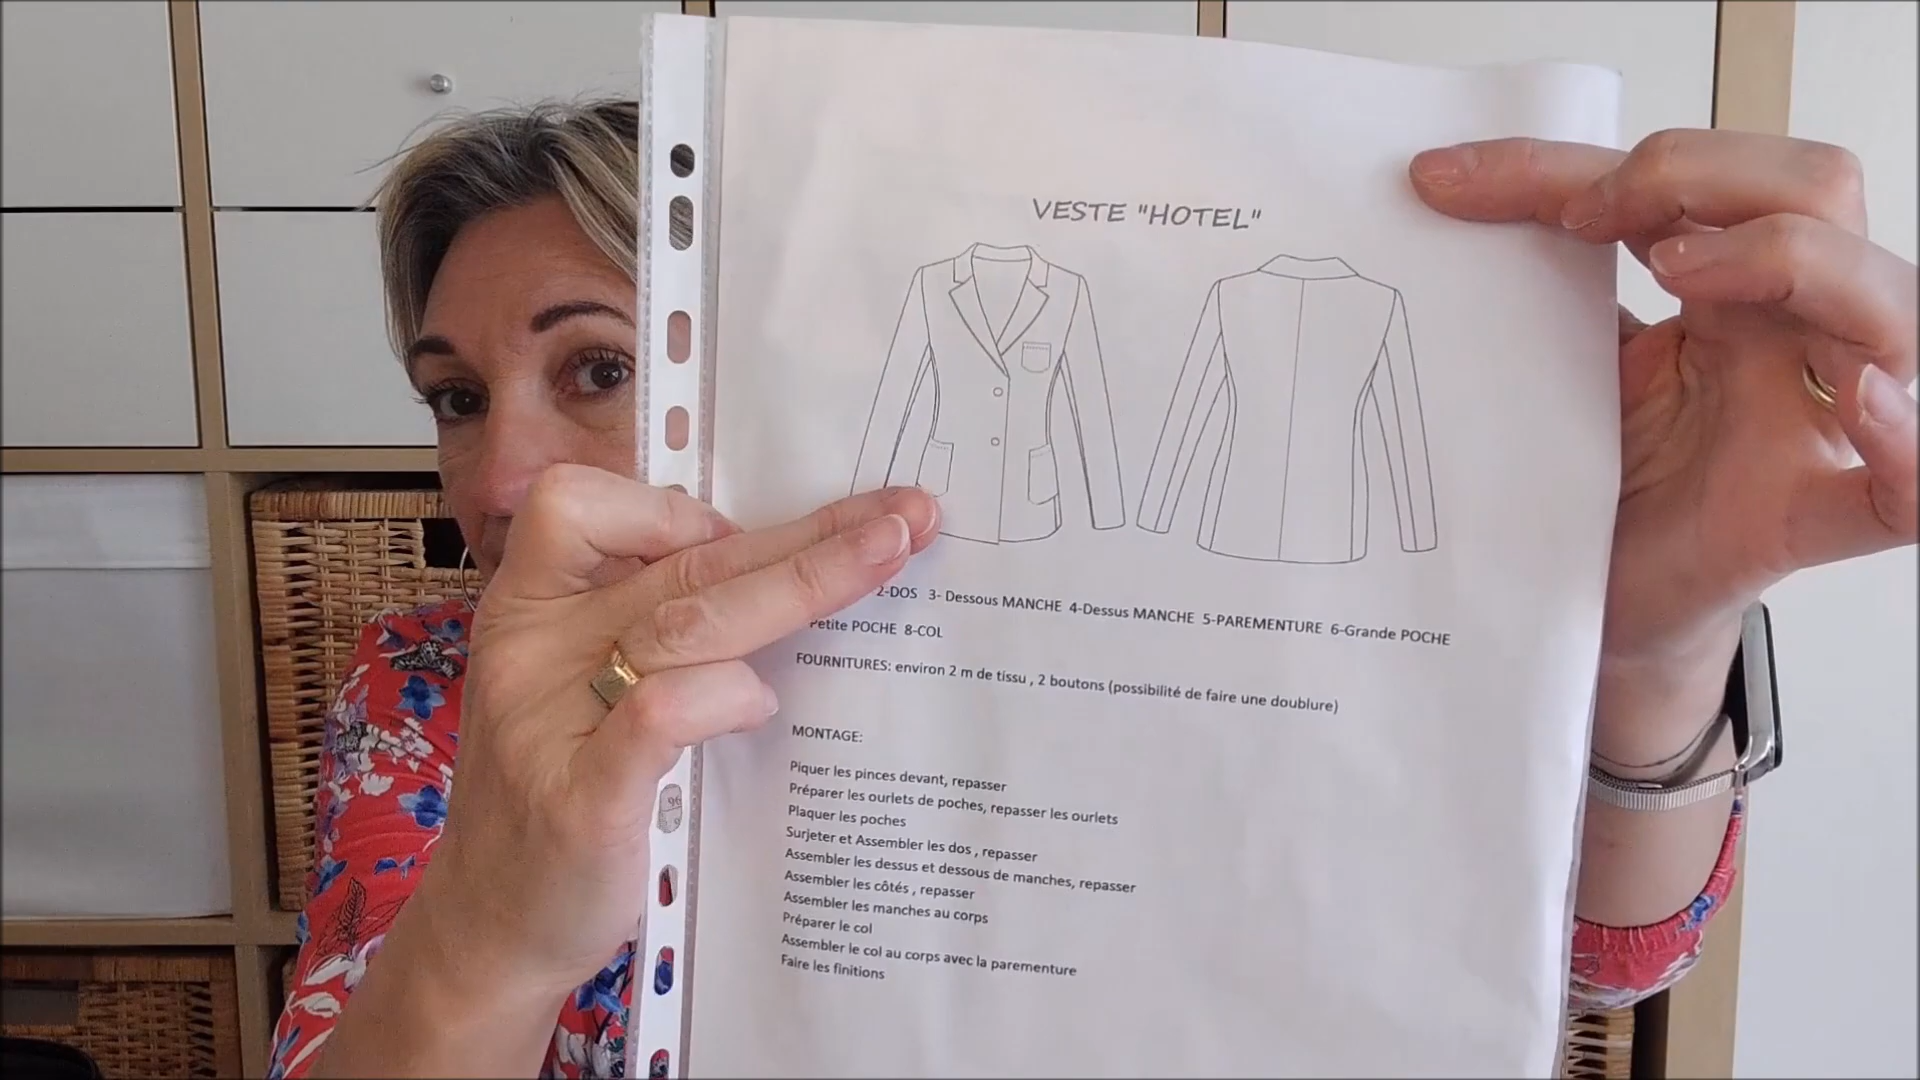 VESTE "HOTEL"
2-DOS 3- Dessous MANCHE 4-Dessus MANCHE 5-PAREMENTURE 6-Grande POCHE
Petite POCHE 8-COL
FOURNITURES: environ 2 m de tissu , 2 boutons (possibilité de faire une doublure)
MONTAGE:
Piquer les pinces devant, repasser
Préparer les ourlets de poches, repasser les ourlets
Plaquer les poches
Surjeter et Assembler les dos , repasser
Assembler les dessus et dessous de manches, repasser
Assembler les côtés , repasser
Assembler les manches au corps
Préparer le col
Assembler le col au corps avec la parementure
Faire les finitions